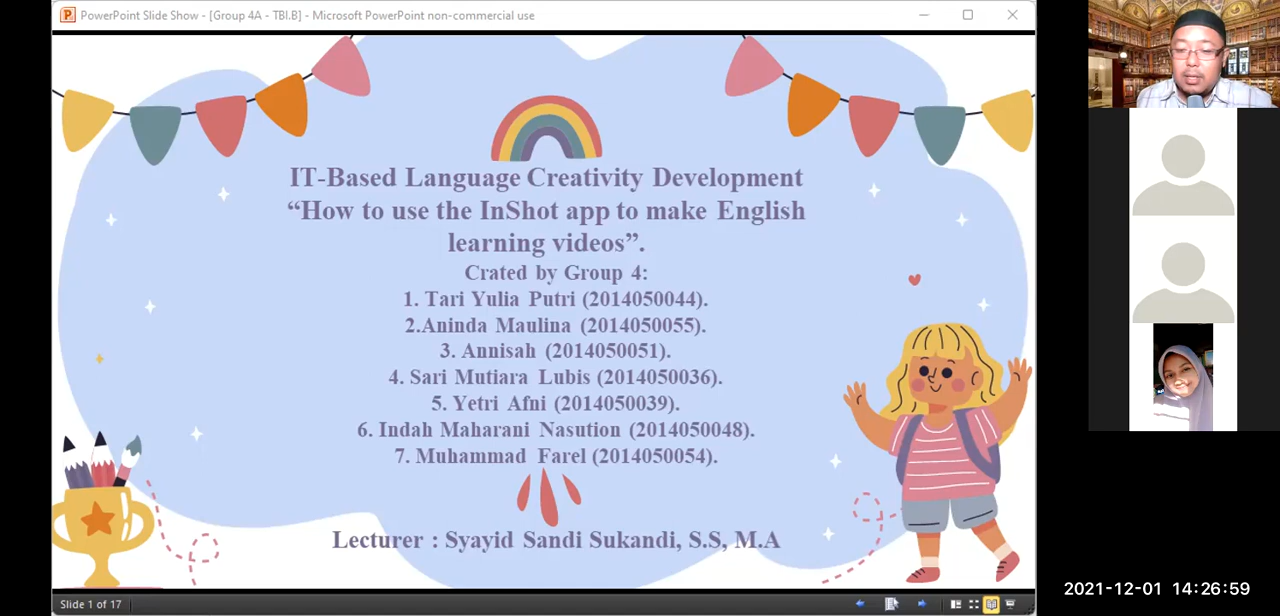 PowerPoint Slide Show - [Group 4A - TBI.B] - Microsoft PowerPoint non-commercial use
IT-Based Language Creativity Development
“How to use the InShot app to make English
learning videos”.
Crated by Group 4:
1. Tari Yulia Putri (2014050044).
2.Aninda Maulina (2014050055).
3. Annisah (2014050051).
4. Sari Mutiara Lubis (2014050036).
5. Yetri Afni (2014050039).
6. Indah Maharani Nasution (2014050048).
7. Muhammad Farel (2014050054).
Lecturer : Syayid Sandi Sukandi, S.S, M.A
Slide 1 of 17
2021-12-01 14:26:59